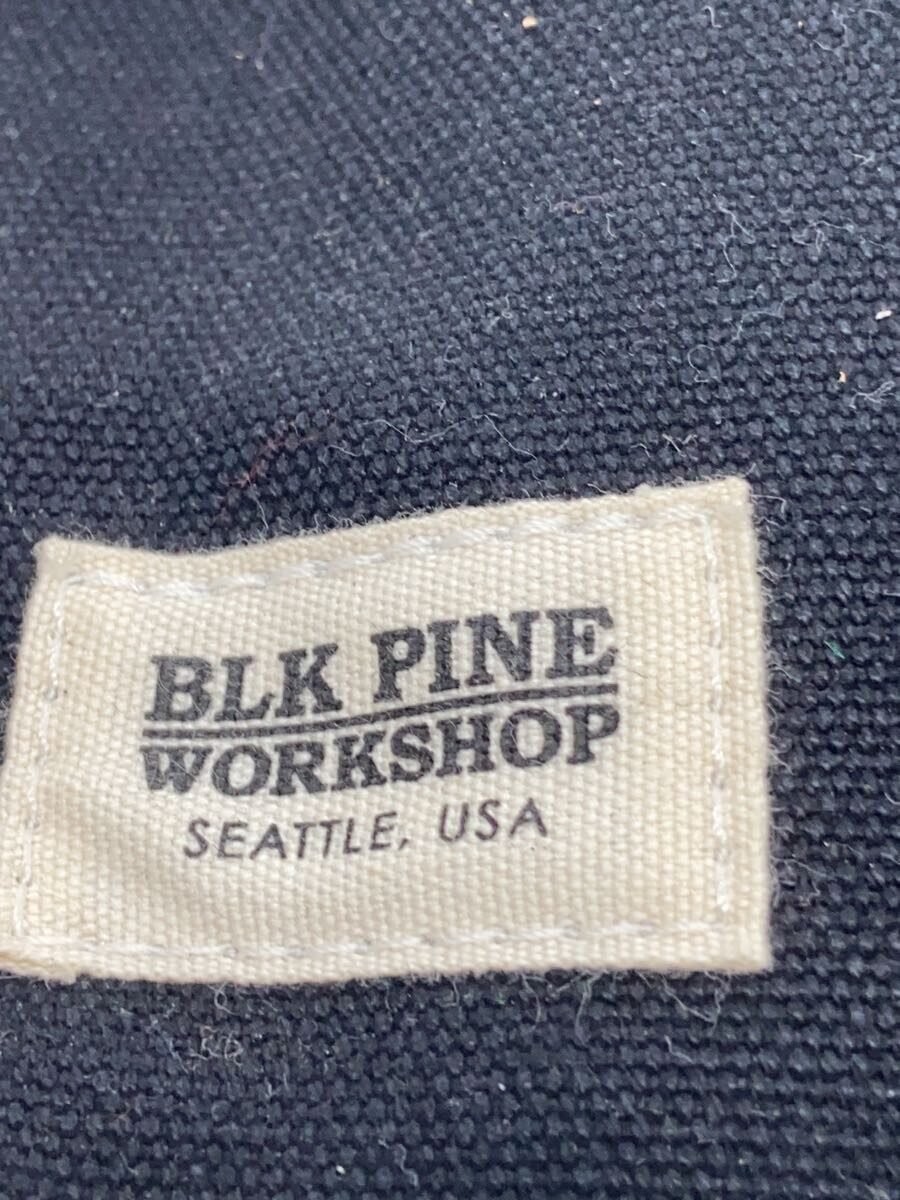 BLK PINE
WORKSHOP
SEATTLE, USA